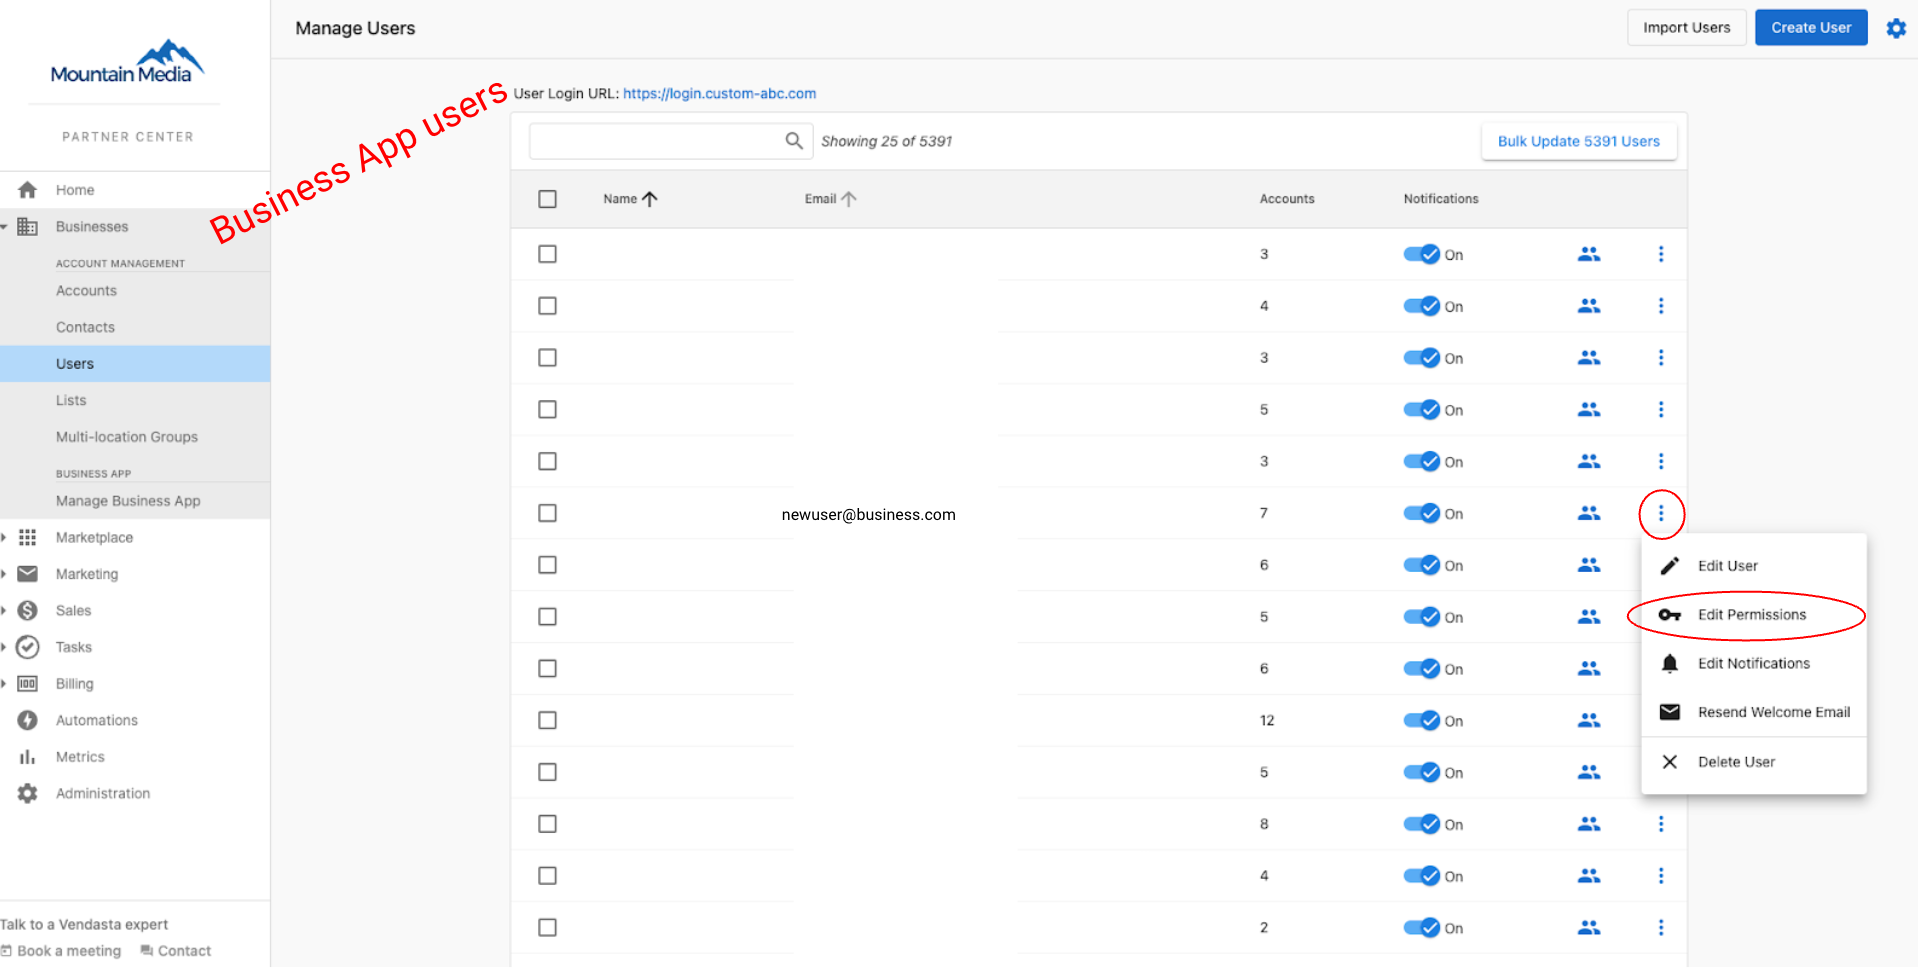 Mountain Media
PARTNER CENTER
Home
Businesses
ACCOUNT MANAGEMENT
Accounts
Contacts
Users
Lists
Multi-location Groups
BUSINESS APP
Manage Business App
Marketplace
Marketing
Sales
Tasks
Billing
Automations
Metrics
Administration
Talk to a Vendasta expert
Book a meeting Contact
Manage Users
Import Users Create User
Business App users
User Login URL: https://login.custom-abc.com
Showing 25 of 5391
Bulk Update 5391 Users
Name Email Accounts Notifications
3 On
4 On
3 On
5 On
3 On
newuser@business.com 7 On
6 On
5 On
6 On
12 On
5 On
8 On
4 On
2 On
Edit User
Edit Permissions
Edit Notifications
Resend Welcome Email
Delete User